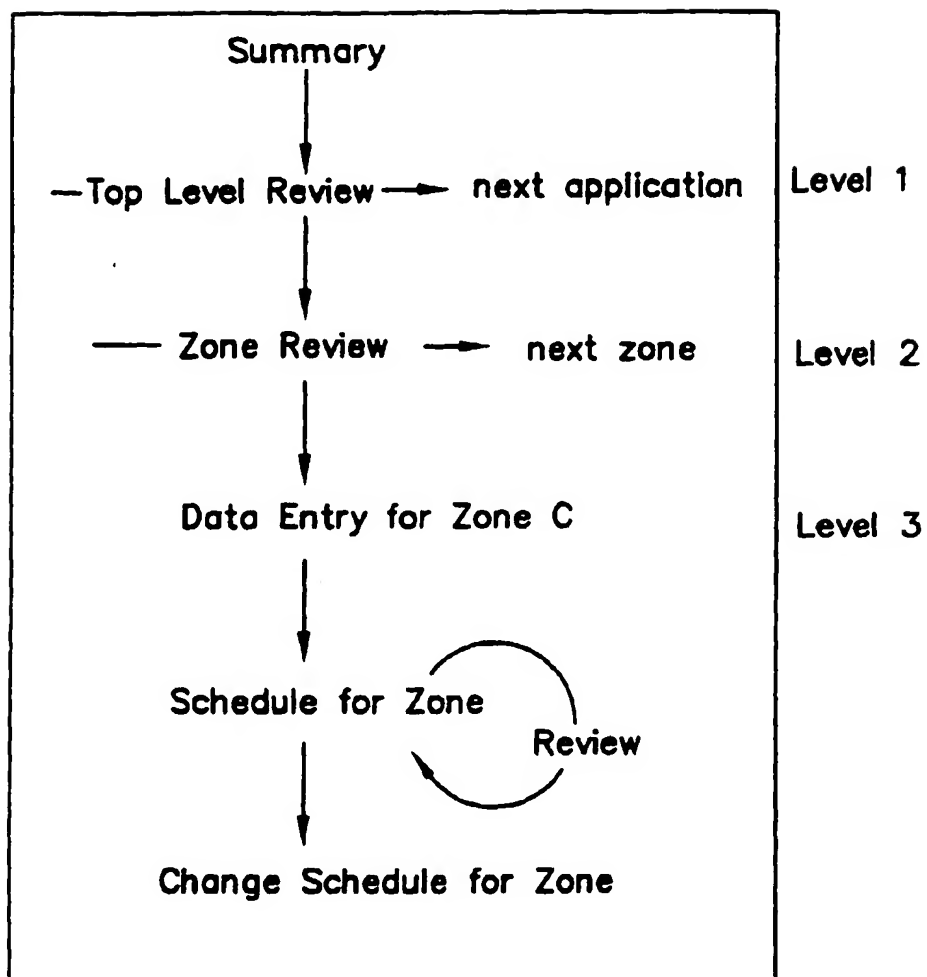 Summary
Top Level Review next application Level 1
Zone Review next zone Level 2
Data Entry for Zone C Level 3
Schedule for Zone
Review
Change Schedule for Zone